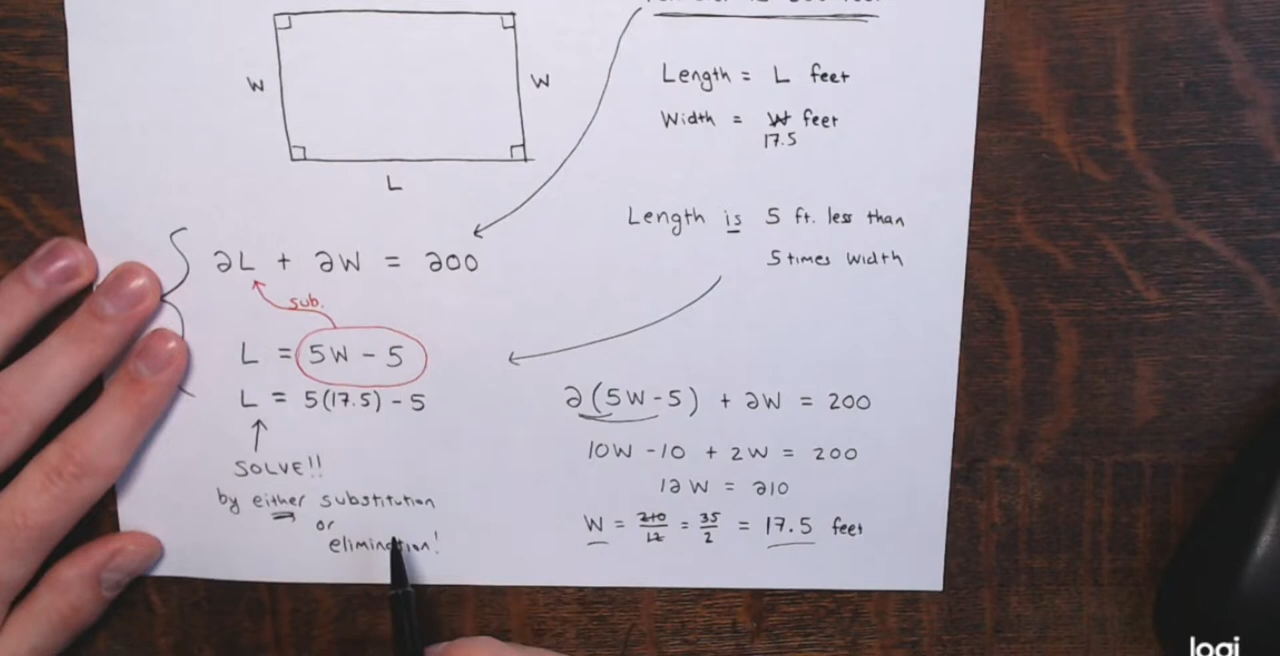 W
W
L
Length = L feet
Width = W feet
17.5
Length is 5 ft. less than
5 times width
2L + 2W = 200
sub.
L = 5W - 5
L = 5(17.5) - 5
SOLVE!!
by either substitution
or
elimination!
2(5W-5) + 2W = 200
10W - 10 + 2W = 200
12W = 210
W = 210/12 = 35/2 = 17.5 feet
logi